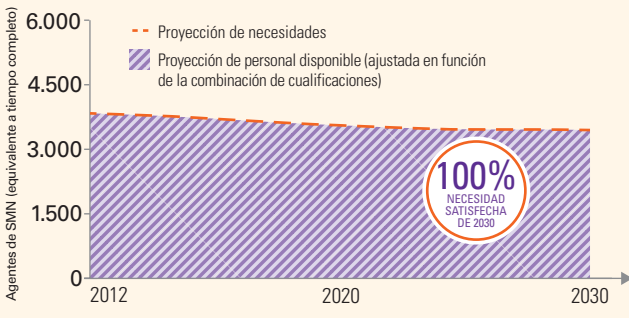 Agentes de SMN (equivalente a tiempo completo)
6.000
4.500
3.000
1.500
0
Proyección de necesidades
Proyección de personal disponible (ajustada en función
de la combinación de cualificaciones)
100%
NECESIDAD
SATISFECHA
DE 2030
2012
2020
2030